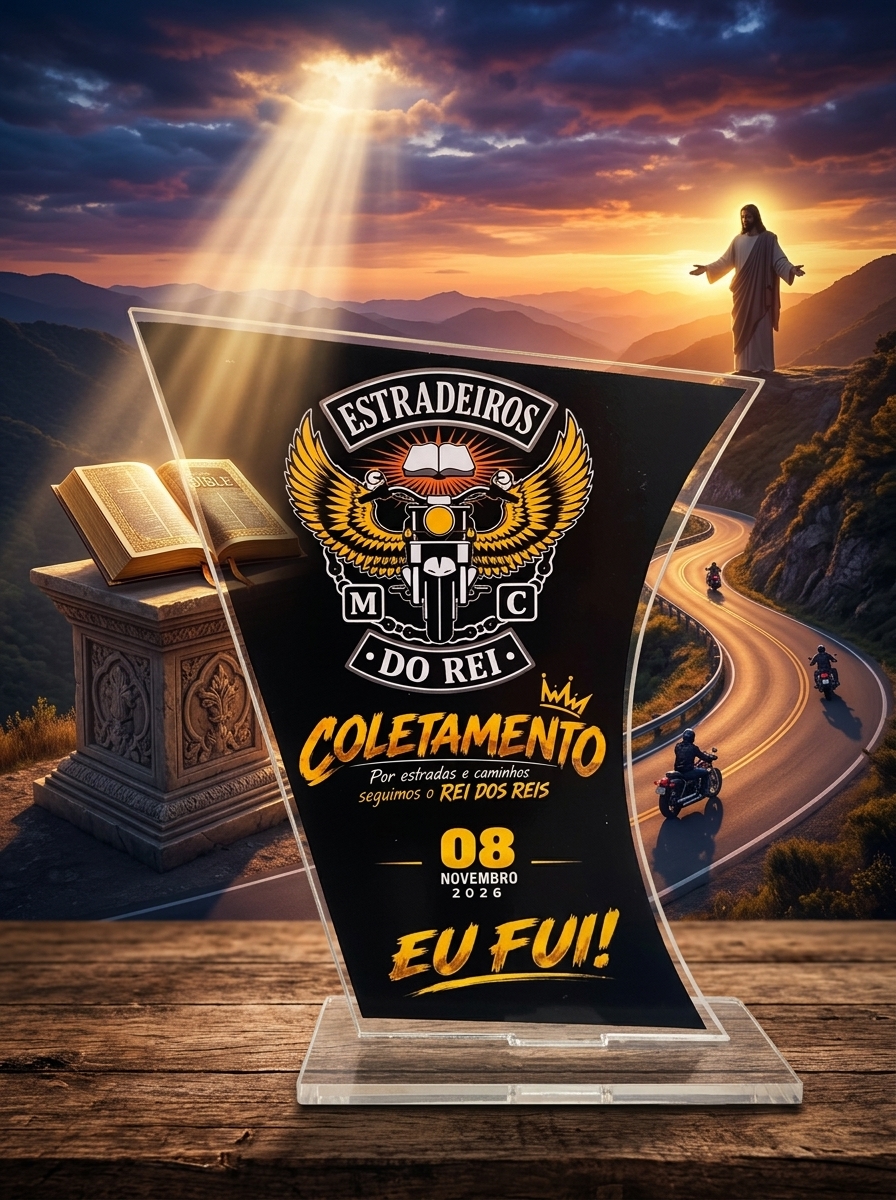 ESTRADEIROS
M C
• DO REI •
COLETAMENTO
Por estradas e caminhos
seguimos o REI DOS REIS
08
NOVEMBRO
2026
EU FUI!
BIBLE